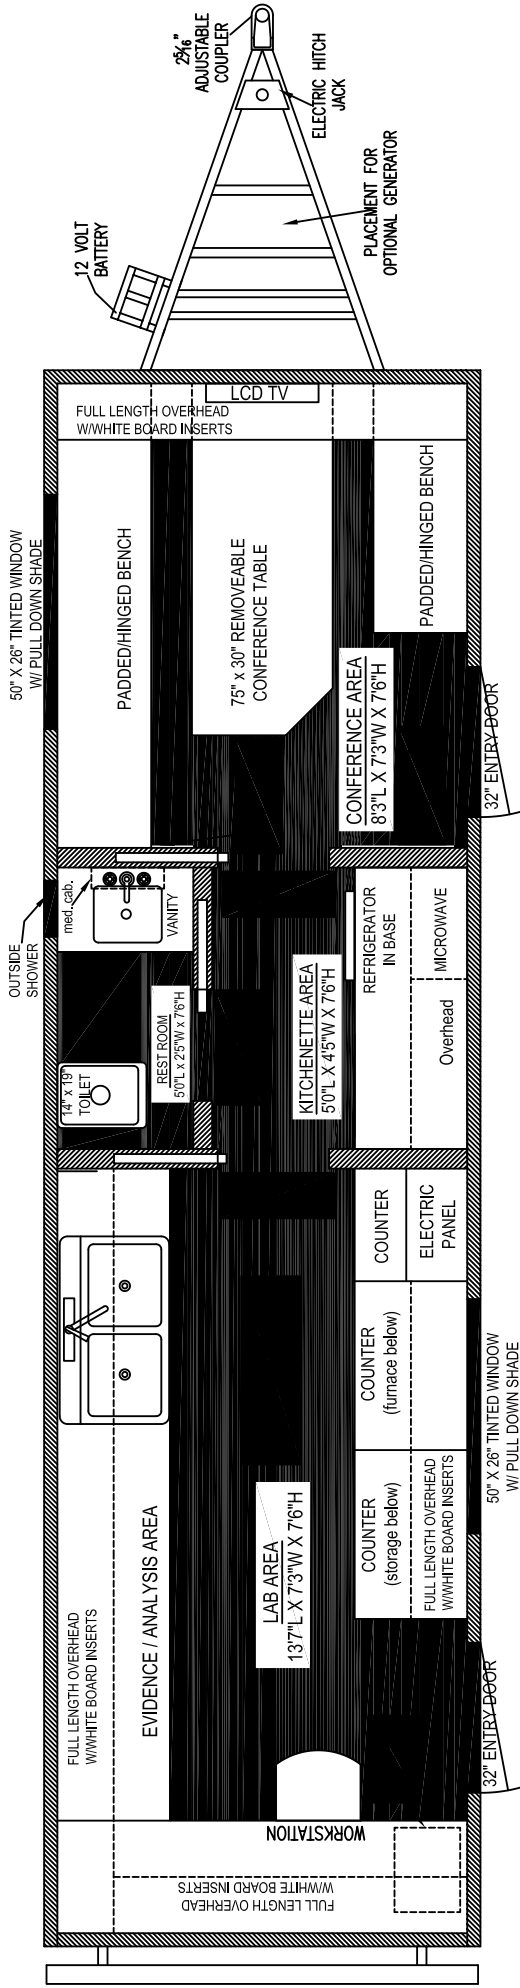 2 5/16"
ADJUSTABLE
COUPLER
ELECTRIC HITCH
JACK
12 VOLT
BATTERY
PLACEMENT FOR
OPTIONAL GENERATOR
LCD TV
FULL LENGTH OVERHEAD
W/WHITE BOARD INSERTS
50" X 26" TINTED WINDOW
W/ PULL DOWN SHADE
PADDED/HINGED BENCH
75" x 30" REMOVEABLE
CONFERENCE TABLE
PADDED/HINGED BENCH
CONFERENCE AREA
8'3"L X 7'3"W X 7'6"H
32" ENTRY DOOR
OUTSIDE
SHOWER
med. cab.
VANITY
14" x 19"
TOILET
REST ROOM
5'0"L x 2'5"W x 7'6"H
KITCHENETTE AREA
5'0"L X 4'5"W X 7'6"H
REFRIGERATOR
IN BASE
MICROWAVE
Overhead
COUNTER
ELECTRIC
PANEL
COUNTER
(furnace below)
COUNTER
(storage below)
FULL LENGTH OVERHEAD
W/WHITE BOARD INSERTS
50" X 26" TINTED WINDOW
W/ PULL DOWN SHADE
LAB AREA
13'7"L X 7'3"W X 7'6"H
EVIDENCE / ANALYSIS AREA
FULL LENGTH OVERHEAD
W/WHITE BOARD INSERTS
32" ENTRY DOOR
WORKSTATION
FULL LENGTH OVERHEAD
W/WHITE BOARD INSERTS